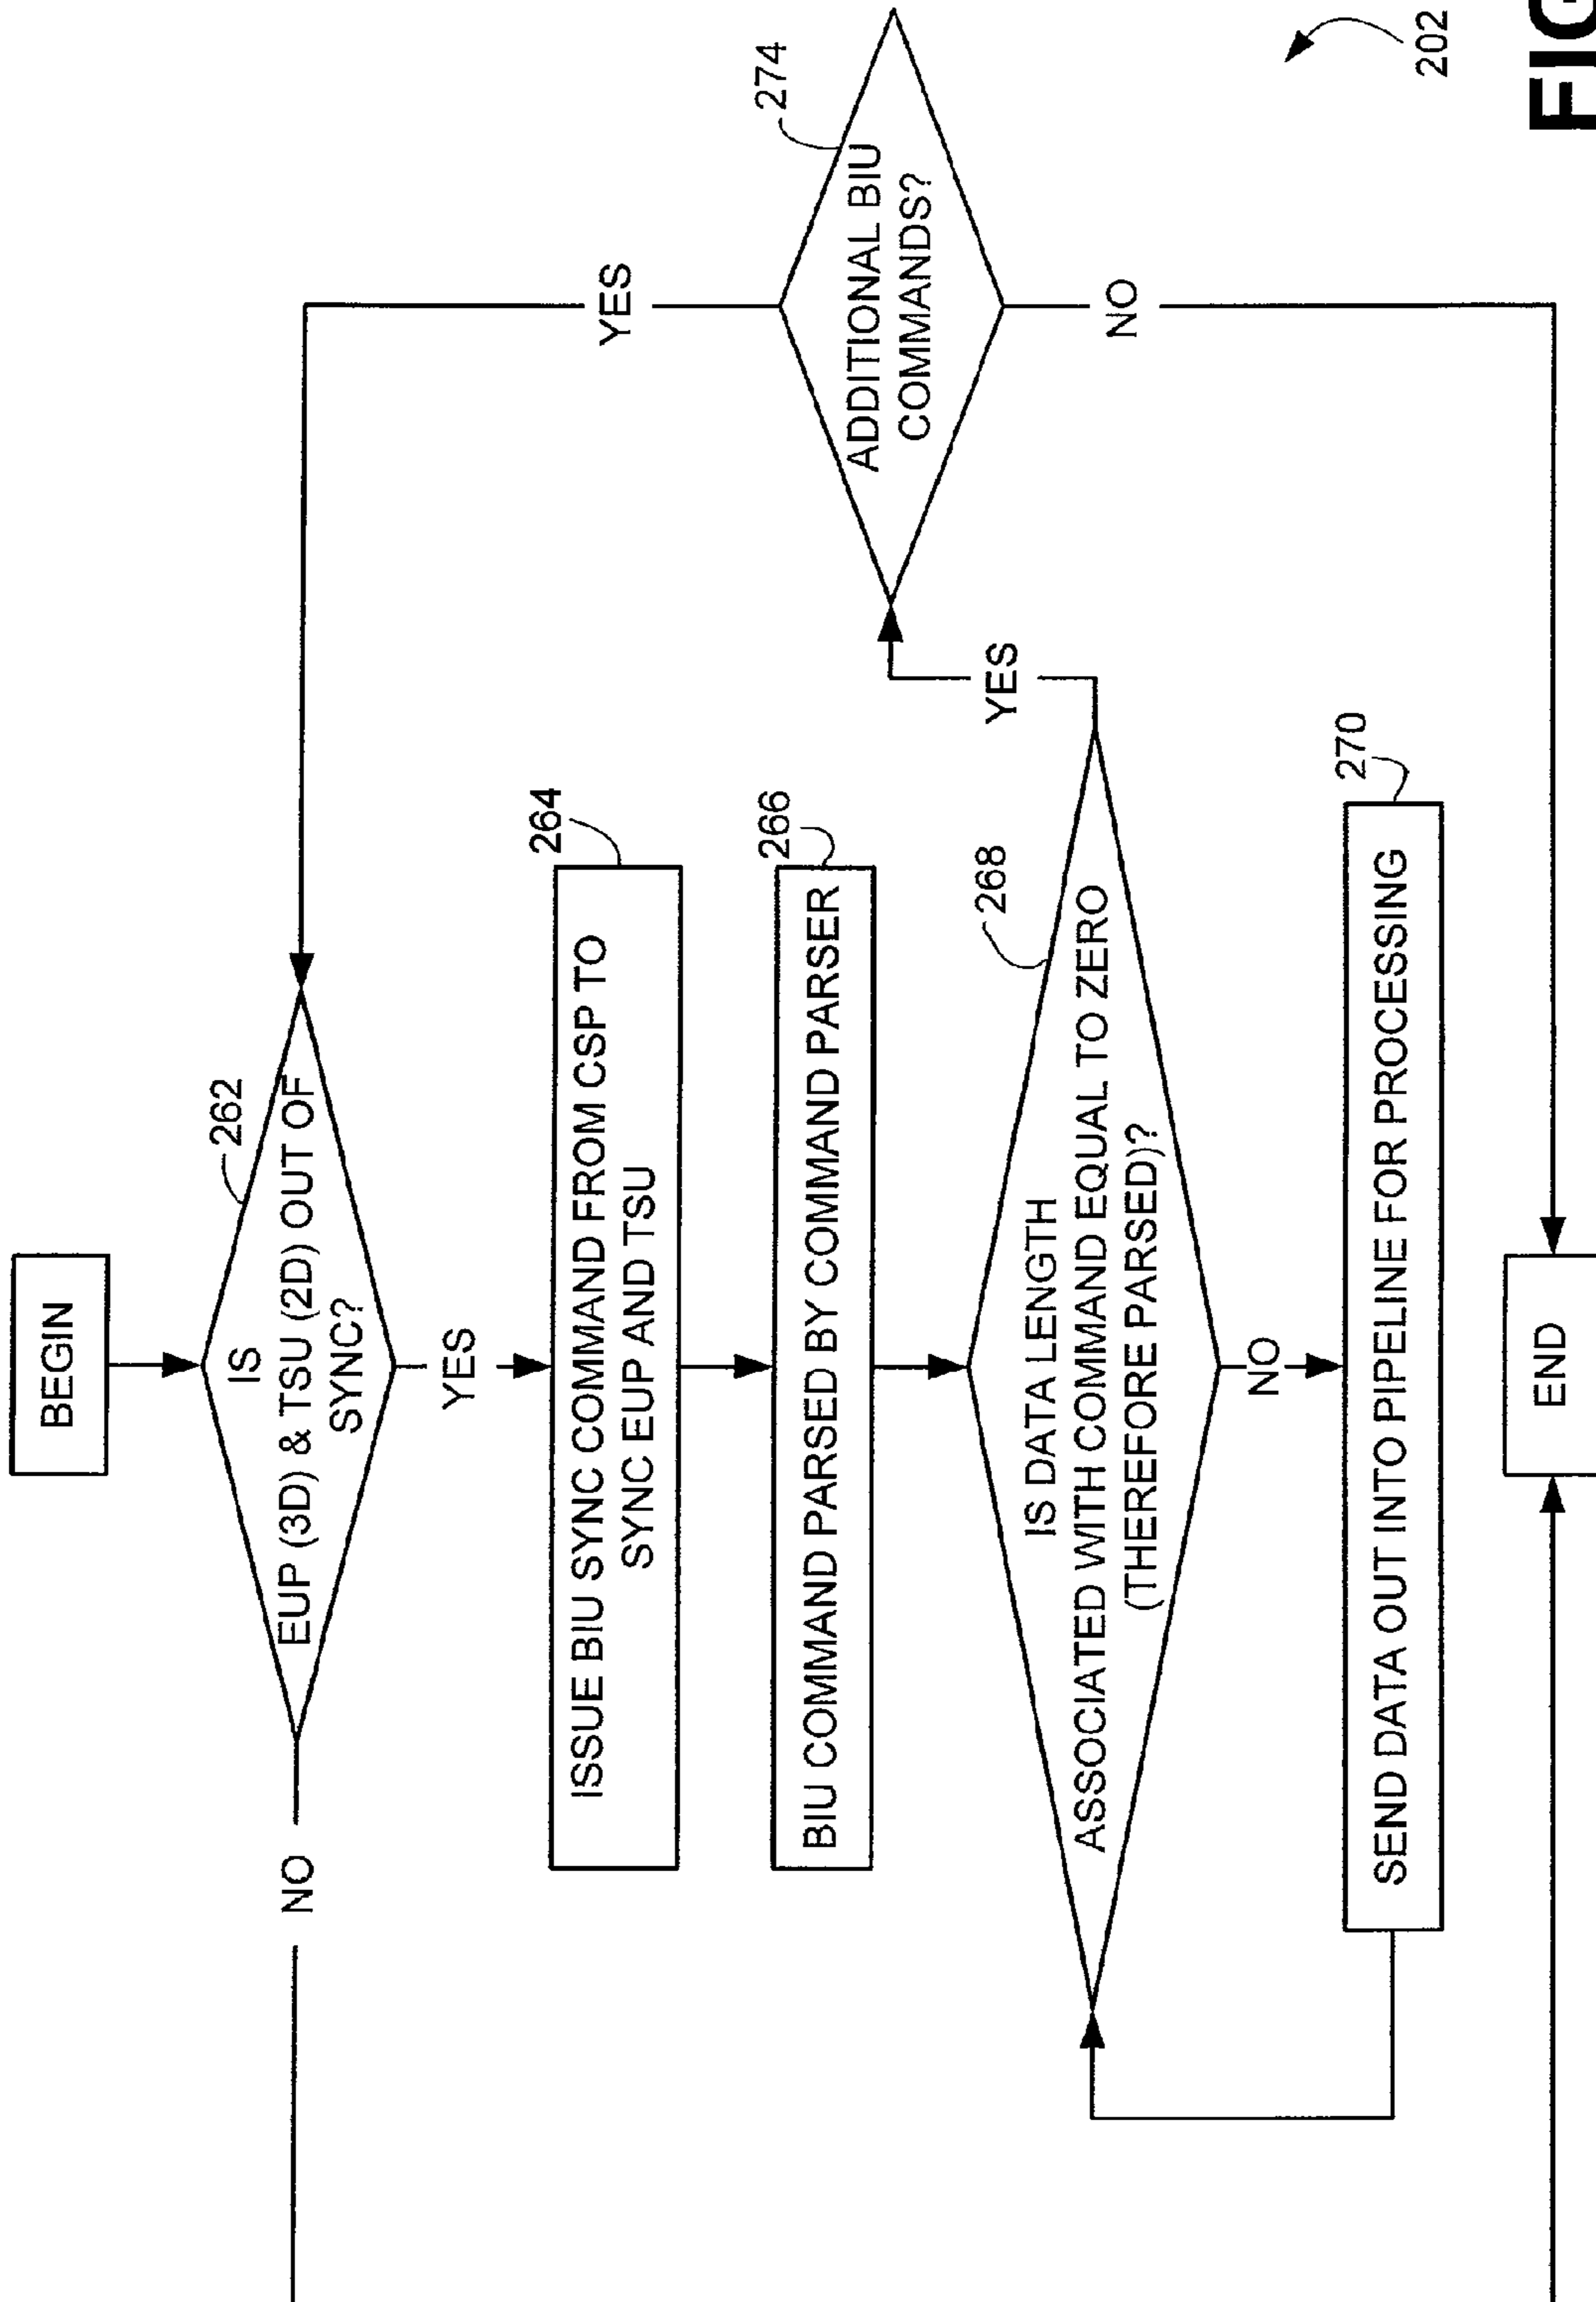 BEGIN
262
IS
EUP (3D) & TSU (2D) OUT OF
SYNC?
NO
YES
264
ISSUE BIU SYNC COMMAND FROM CSP TO
SYNC EUP AND TSU
266
BIU COMMAND PARSED BY COMMAND PARSER
268
IS DATA LENGTH
ASSOCIATED WITH COMMAND EQUAL TO ZERO
(THEREFORE PARSED)?
YES
NO
270
SEND DATA OUT INTO PIPELINE FOR PROCESSING
274
ADDITIONAL BIU
COMMANDS?
YES
NO
END
202